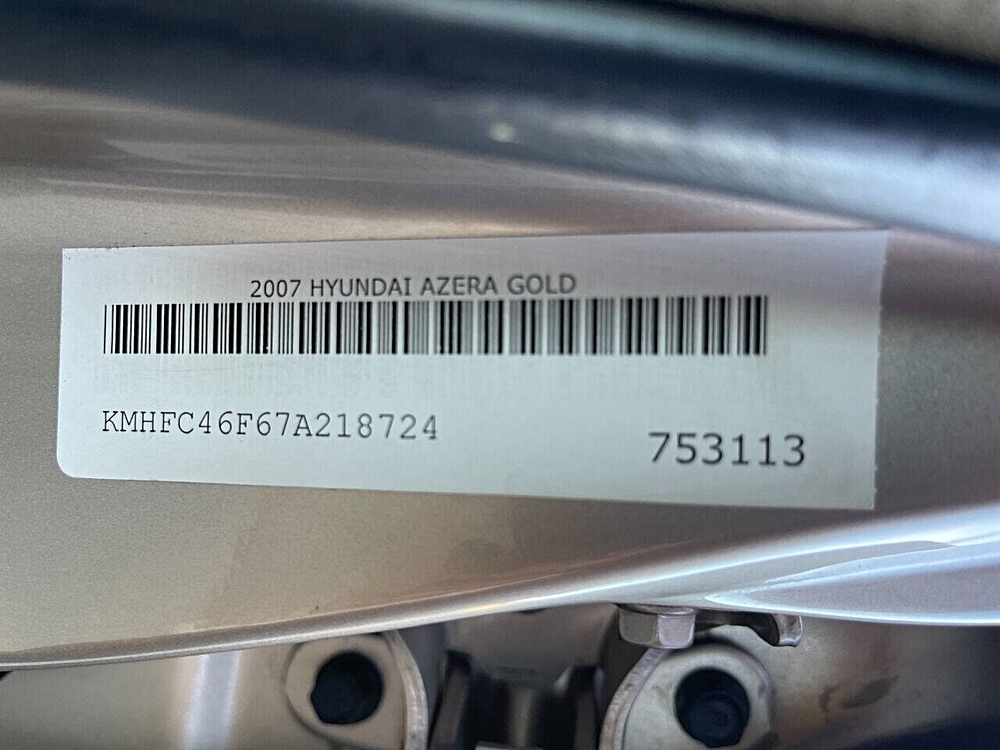 2007 HYUNDAI AZERA GOLD
KMHFC46F67A218724
753113